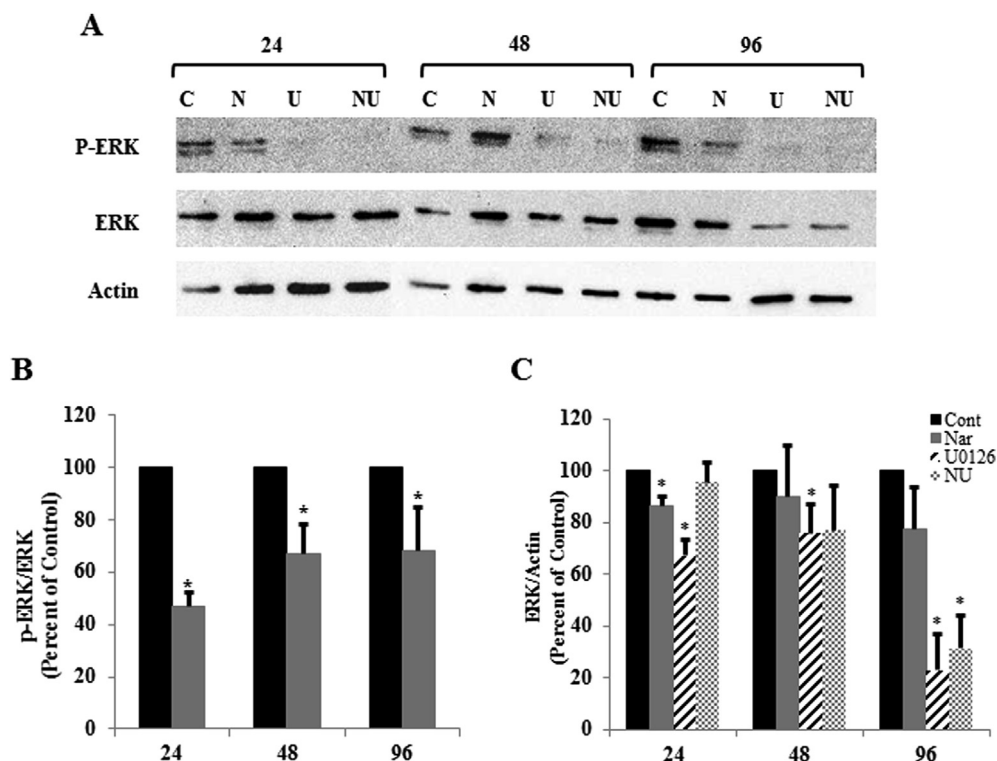 A
24 48 96
C N U NU C N U NU C N U NU
P-ERK
ERK
Actin
B
p-ERK/ERK
(Percent of Control)
120
100
80
60
40
20
0
* * *
24 48 96
C
ERK/Actin
(Percent of Control)
120
100
80
60
40
20
0
* * * * *
24 48 96
Cont
Nar
U0126
NU